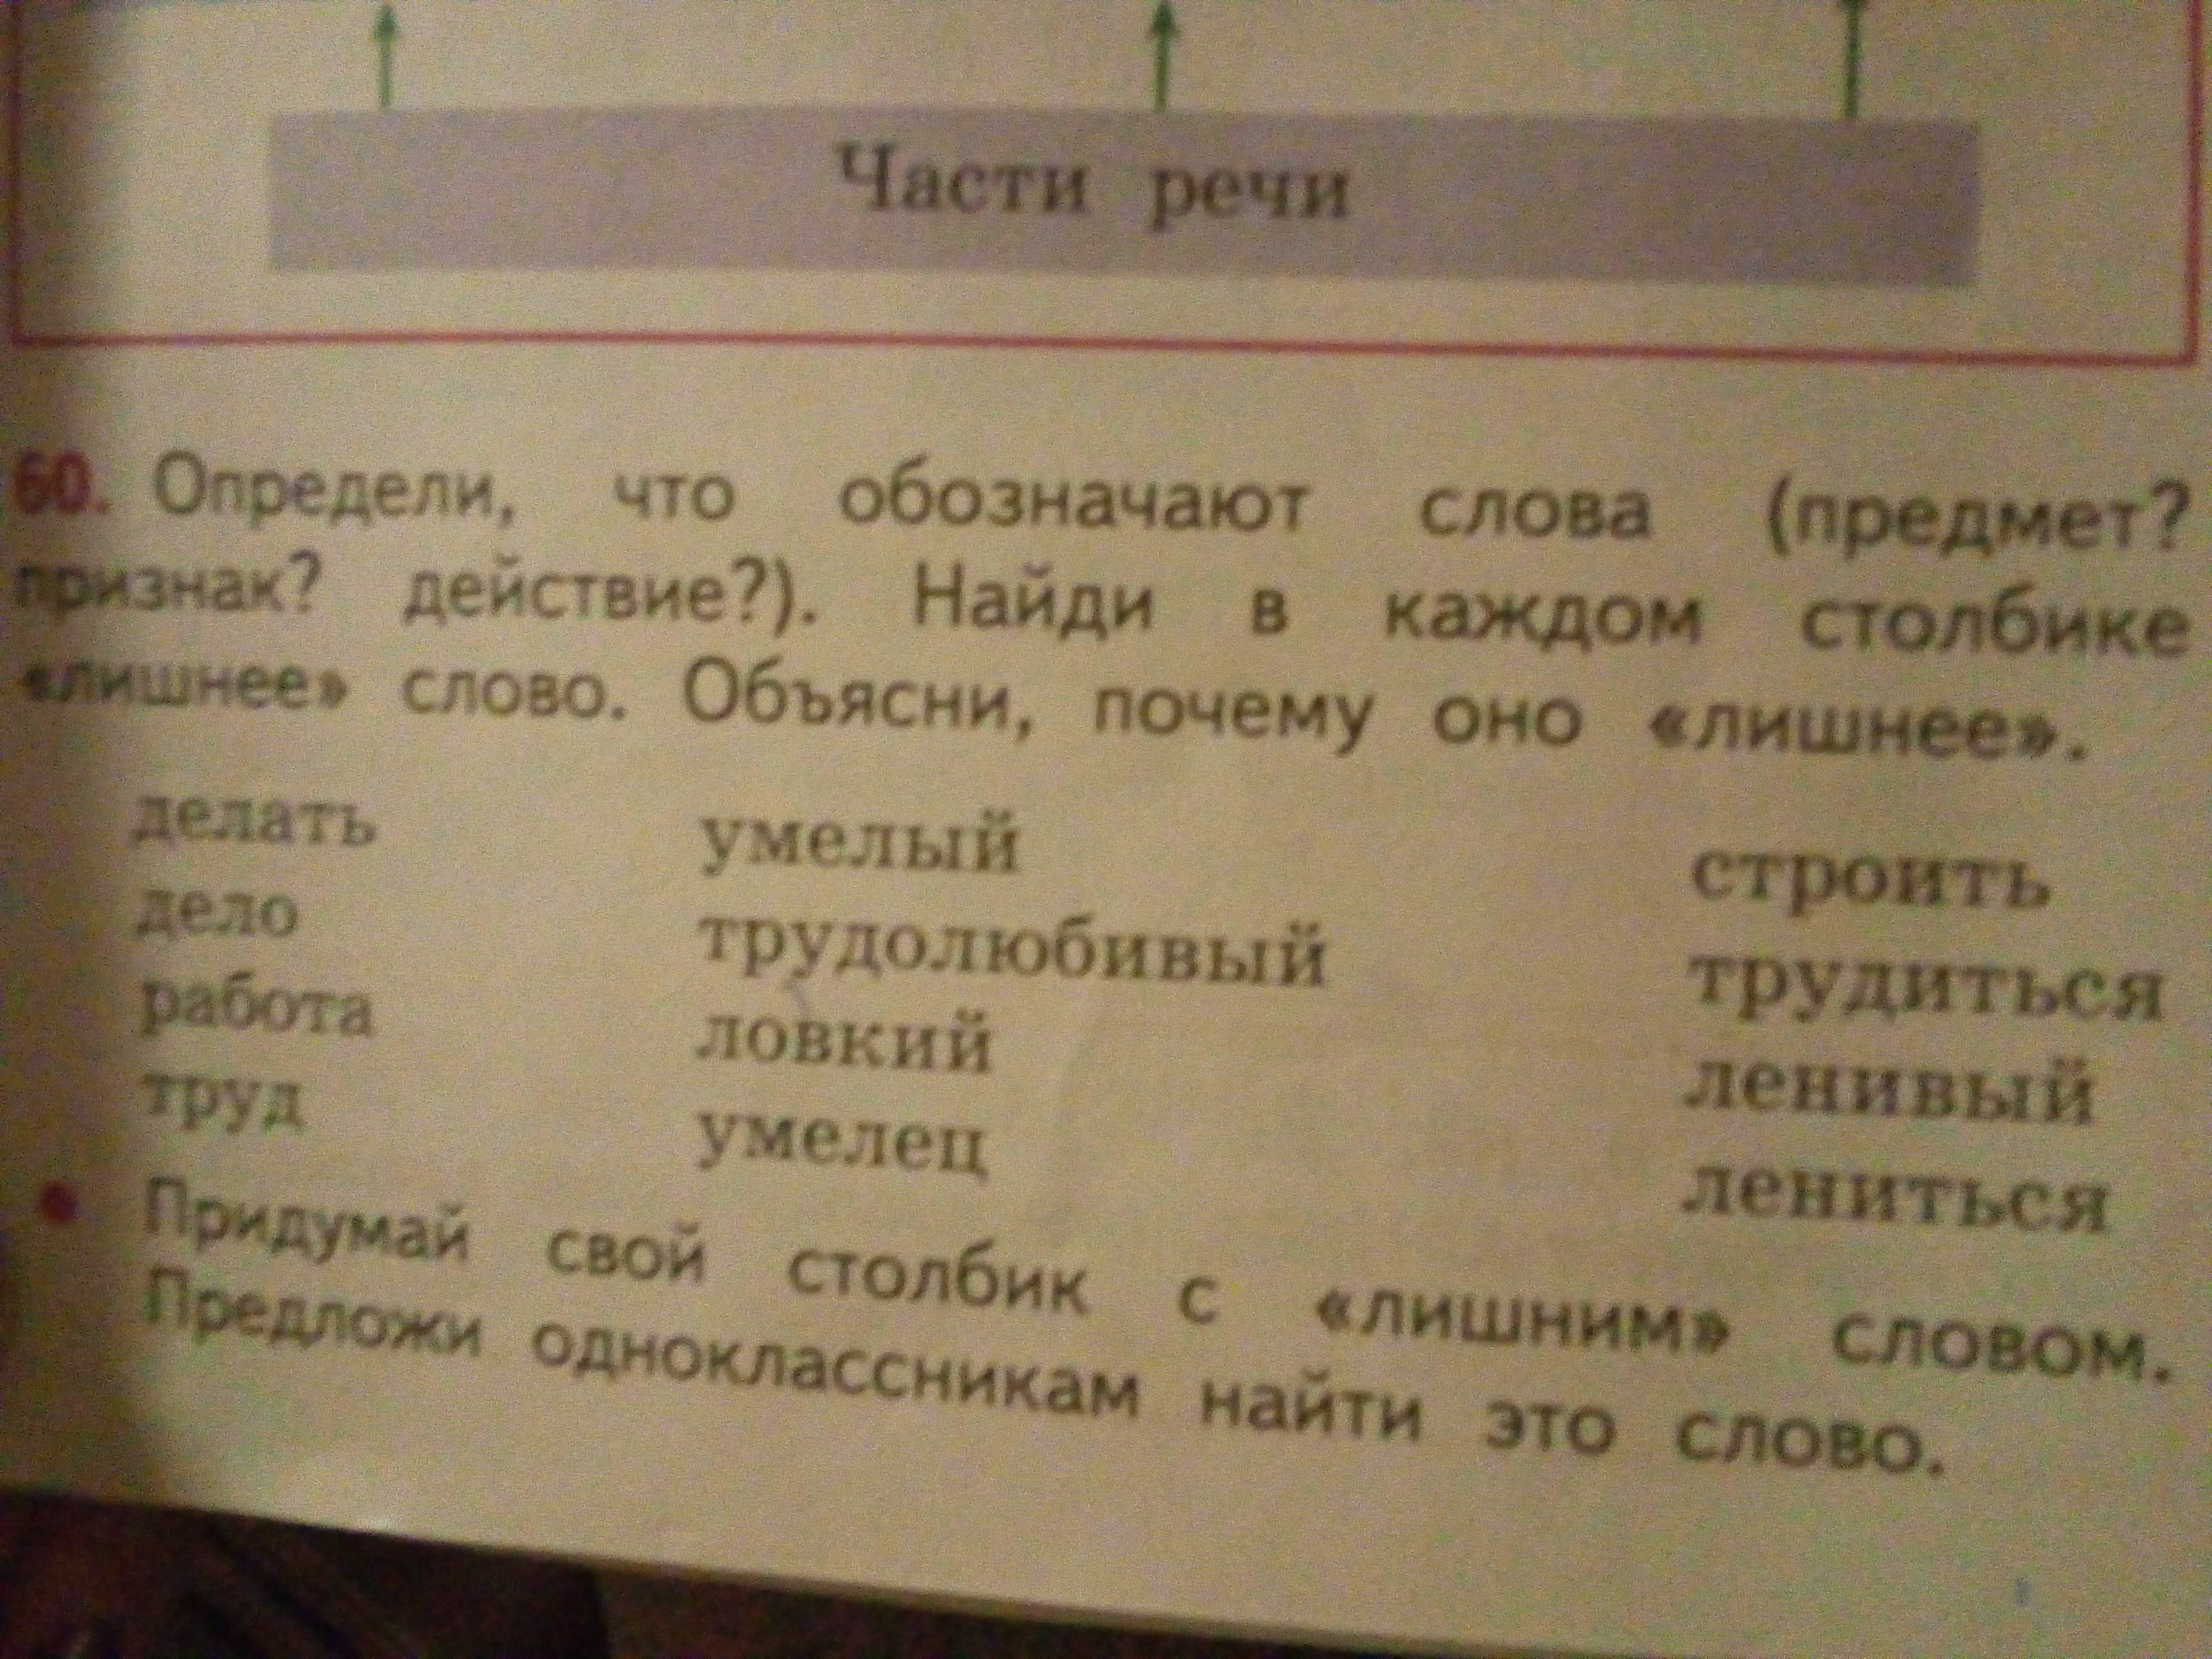 Части речи
60. Определи, что обозначают слова (предмет?
признак? действие?). Найди в каждом столбике
«лишнее» слово. Объясни, почему оно «лишнее».
делать умелый строить
дело трудолюбивый трудиться
работа ловкий ленивый
труд умелец лениться
• Придумай свой столбик с «лишним» словом.
Предложи одноклассникам найти это слово.